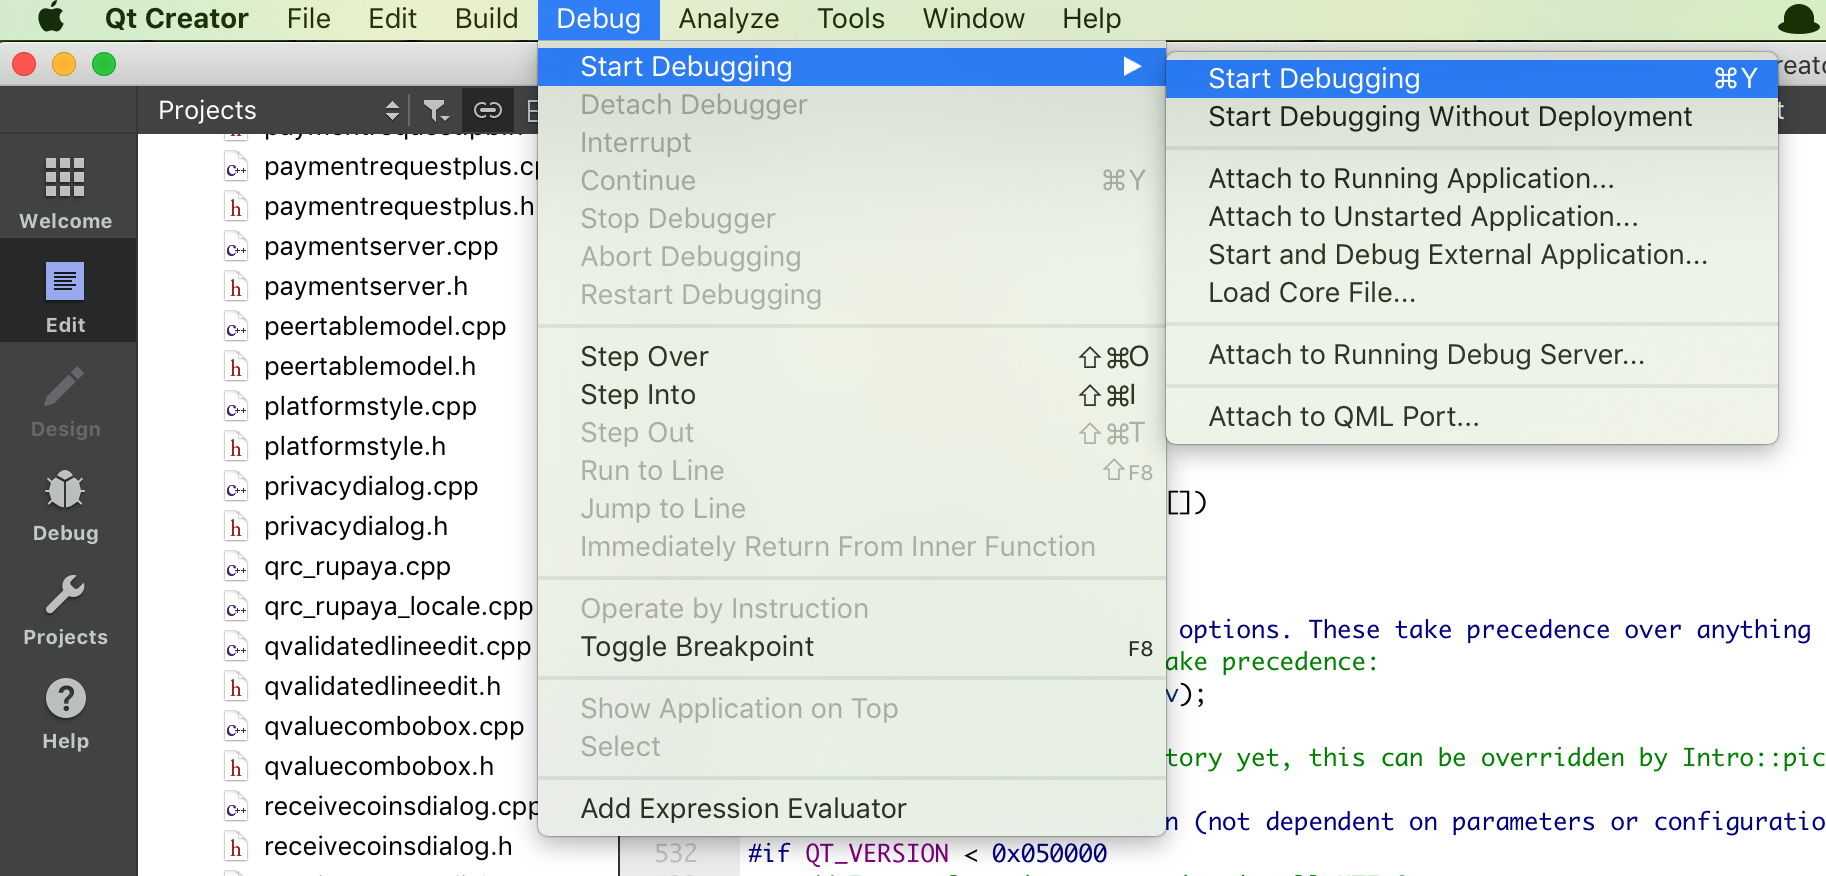 Qt Creator File Edit Build Debug Analyze Tools Window Help
Projects
Welcome
Edit
Design
Debug
Projects
Help
paymentrequestplus.cp
paymentrequestplus.h
paymentserver.cpp
paymentserver.h
peertablemodel.cpp
peertablemodel.h
platformstyle.cpp
platformstyle.h
privacydialog.cpp
privacydialog.h
qrc_rupaya.cpp
qrc_rupaya_locale.cpp
qvalidatedlineedit.cpp
qvalidatedlineedit.h
qvaluecombobox.cpp
qvaluecombobox.h
receivecoinsdialog.cpp
receivecoinsdialog.h
Start Debugging ▶
Detach Debugger
Interrupt
Continue ⌘Y
Stop Debugger
Abort Debugging
Restart Debugging
Step Over ⇧⌘O
Step Into ⇧⌘I
Step Out ⇧⌘T
Run to Line ⇧F8
Jump to Line
Immediately Return From Inner Function
Operate by Instruction
Toggle Breakpoint F8
Show Application on Top
Select
Add Expression Evaluator
Start Debugging ⌘Y
Start Debugging Without Deployment
Attach to Running Application...
Attach to Unstarted Application...
Start and Debug External Application...
Load Core File...
Attach to Running Debug Server...
Attach to QML Port...
[])
options. These take precedence over anything
ake precedence:
v);
tory yet, this can be overridden by Intro::pic
n (not dependent on parameters or configuratio
532 #if QT_VERSION < 0x050000